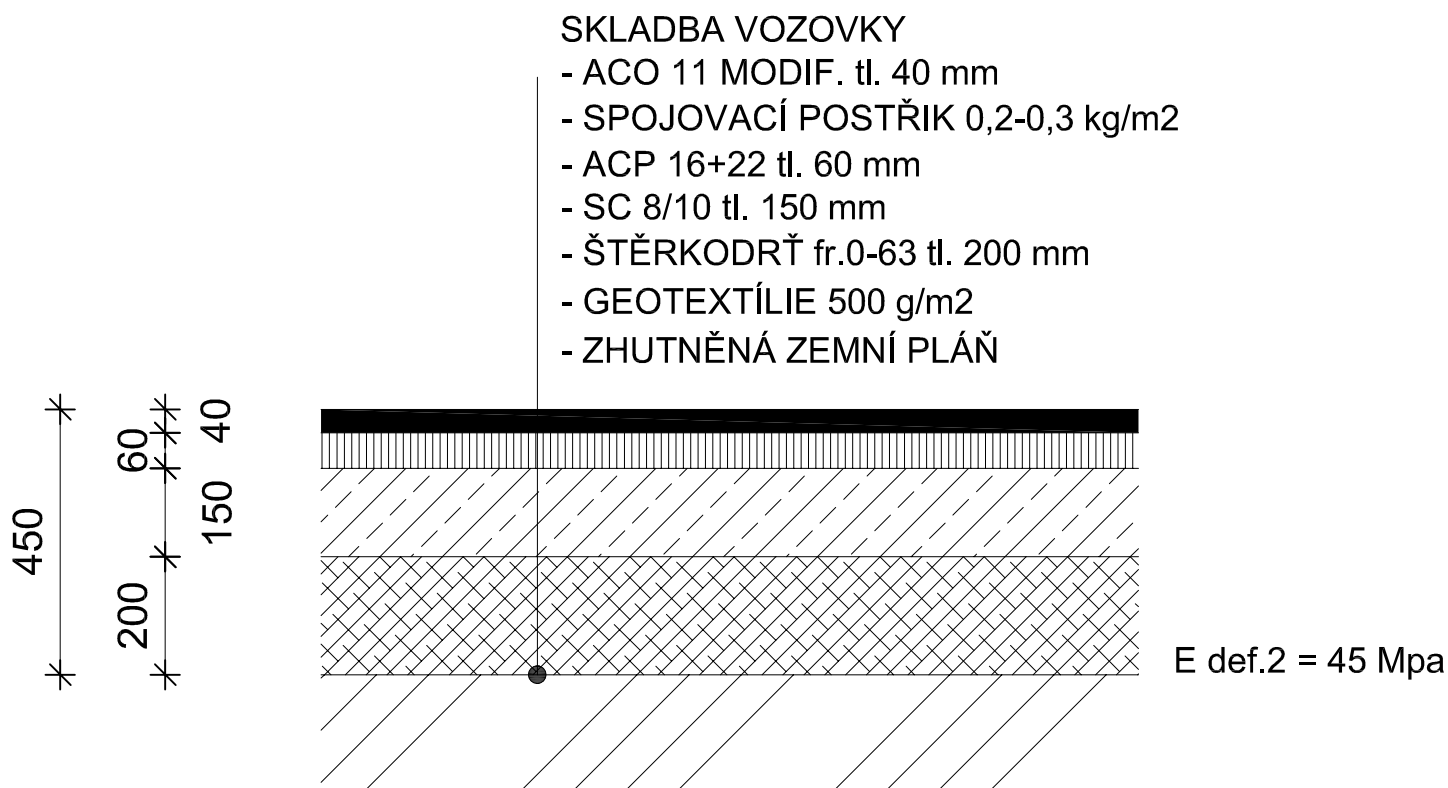 SKLADBA VOZOVKY
- ACO 11 MODIF. tl. 40 mm
- SPOJOVACÍ POSTŘIK 0,2-0,3 kg/m2
- ACP 16+22 tl. 60 mm
- SC 8/10 tl. 150 mm
- ŠTĚRKODRŤ fr.0-63 tl. 200 mm
- GEOTEXTÍLIE 500 g/m2
- ZHUTNĚNÁ ZEMNÍ PLÁŇ
40
60
150
450
200
E def.2 = 45 Mpa